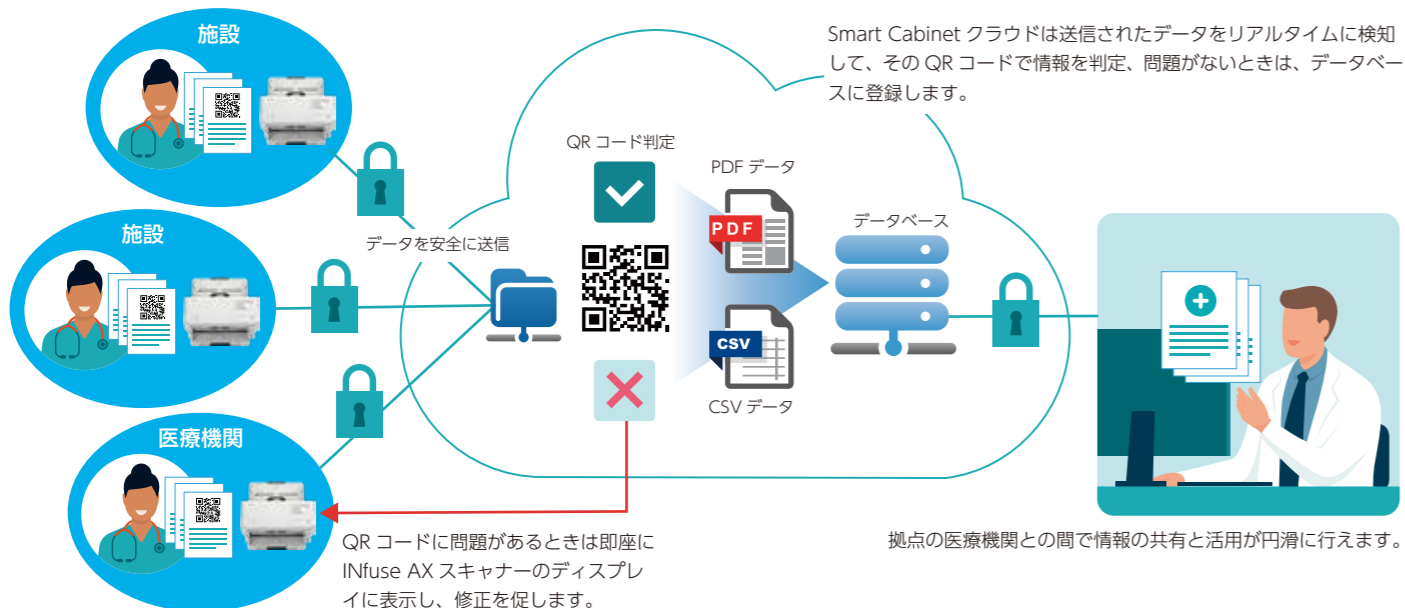 施設
Smart Cabinet クラウドは送信されたデータをリアルタイムに検知
して、その QR コードで情報を判定、問題がないときは、データベー
スに登録します。
QR コード判定
PDF データ
PDF
施設
データを安全に送信
データベース
CSV
CSV データ
医療機関
QR コードに問題があるときは即座に
INfuse AX スキャナーのディスプレ
イに表示し、修正を促します。
拠点の医療機関との間で情報の共有と活用が円滑に行えます。